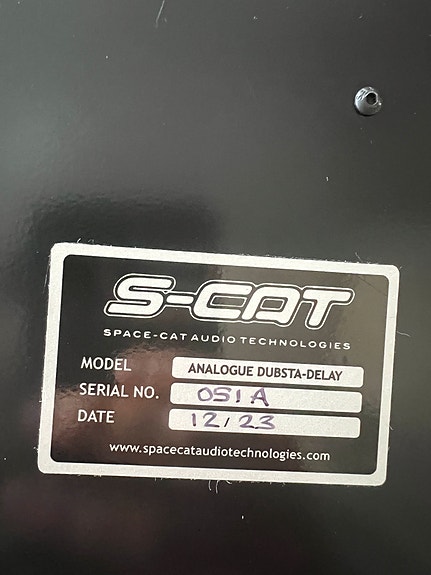 S-CAT
SPACE-CAT AUDIO TECHNOLOGIES
MODEL ANALOGUE DUBSTA-DELAY
SERIAL NO. 051A
DATE 12/23
www.spacecataudiotechnologies.com